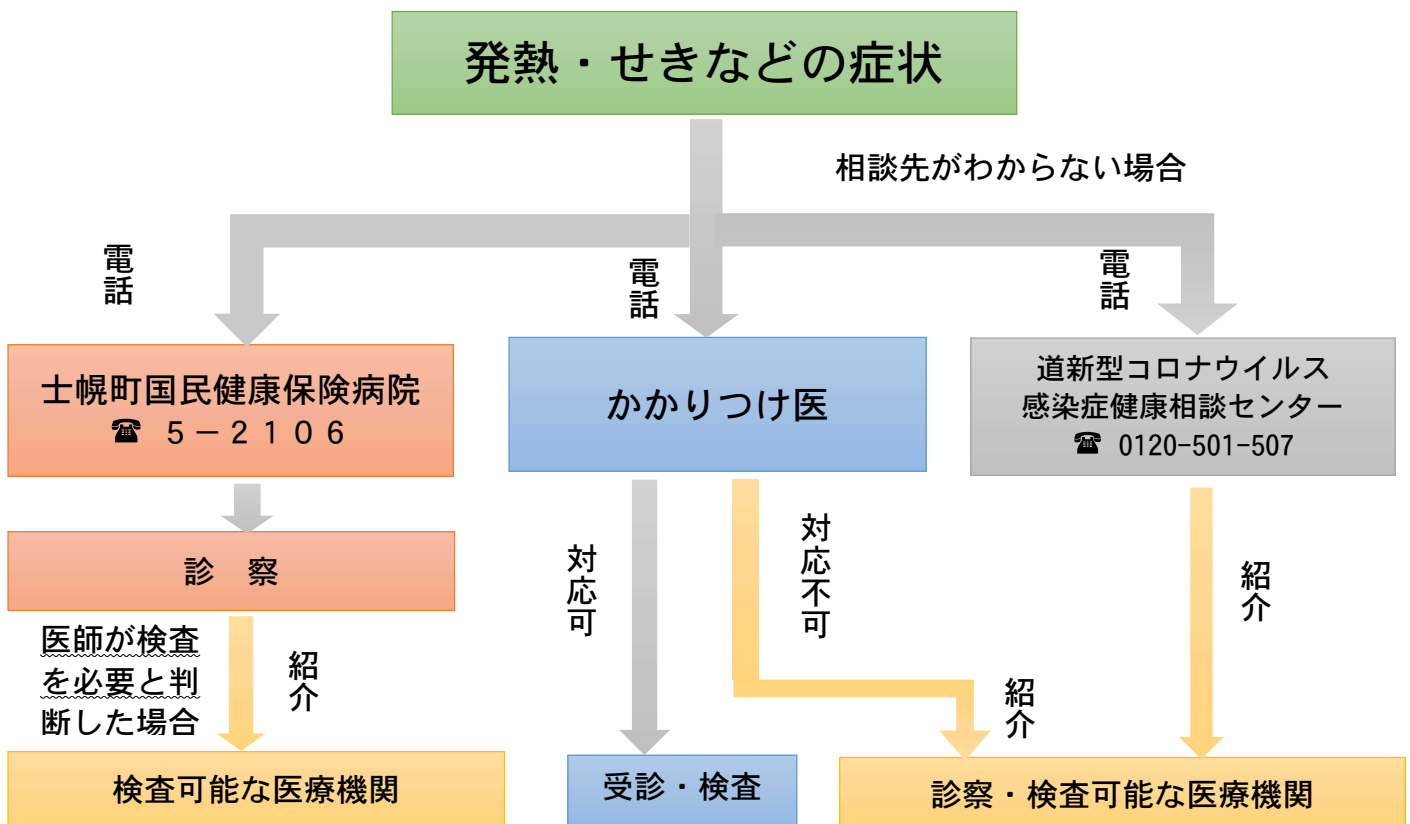 発熱・せきなどの症状
相談先がわからない場合
電話
電話
電話
士幌町国民健康保険病院
☎ ５－２１０６
かかりつけ医
道新型コロナウイルス
感染症健康相談センター
☎ 0120-501-507
診　察
対応可
対応不可
紹介
医師が検査
を必要と判
断した場合
紹介
紹介
検査可能な医療機関
受診・検査
診察・検査可能な医療機関